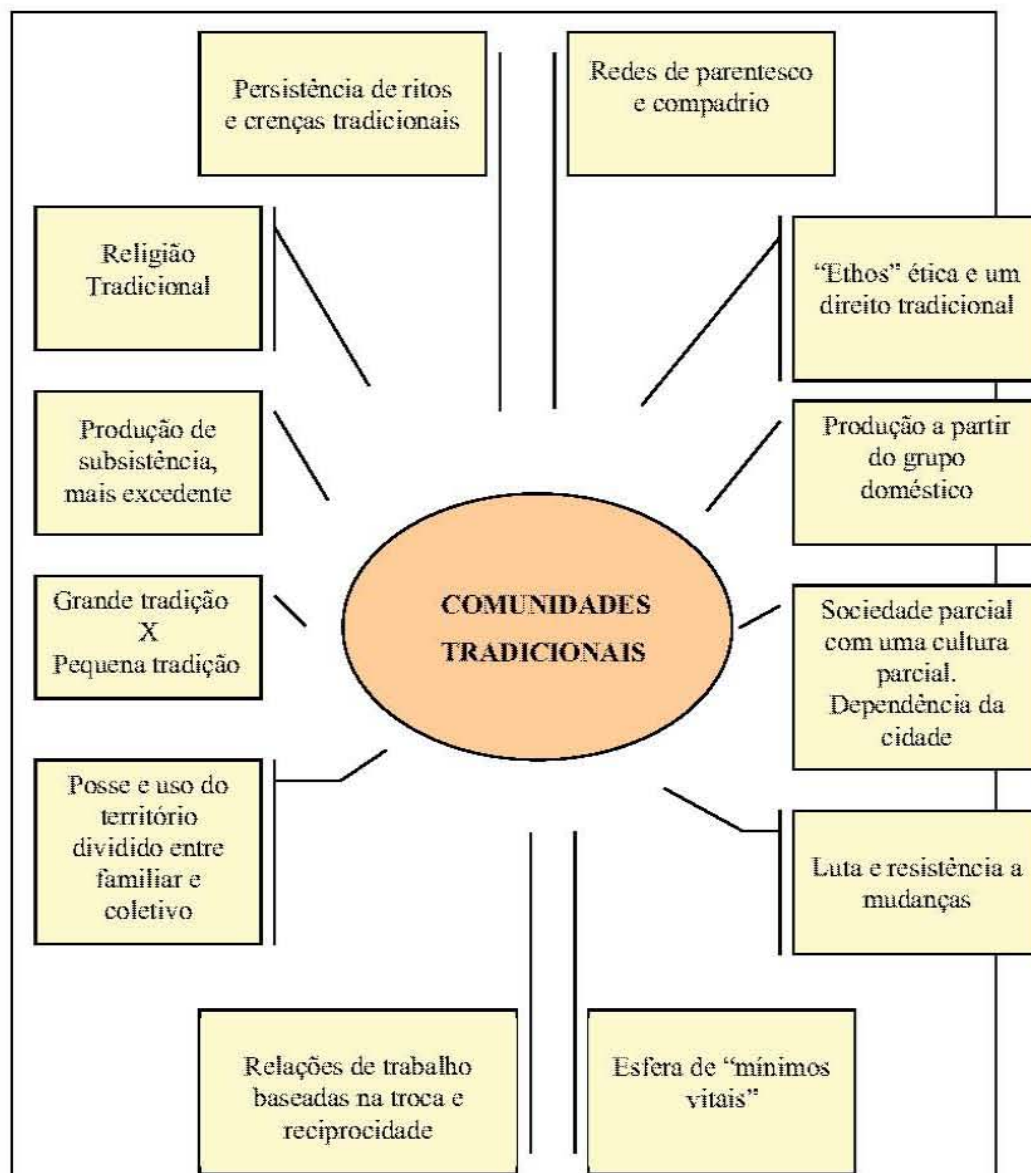 Persistência de ritos
e crenças tradicionais
Redes de parentesco
e compadrio
Religião
Tradicional
“Ethos” ética e um
direito tradicional
Produção de
subsistência,
mais excedente
Produção a partir
do grupo
doméstico
COMUNIDADES
TRADICIONAIS
Grande tradição
X
Pequena tradição
Sociedade parcial
com uma cultura
parcial.
Dependência da
cidade
Posse e uso do
território
dividido entre
familiar e
coletivo
Luta e resistência a
mudanças
Relações de trabalho
baseadas na troca e
reciprocidade
Esfera de “mínimos
vitais”